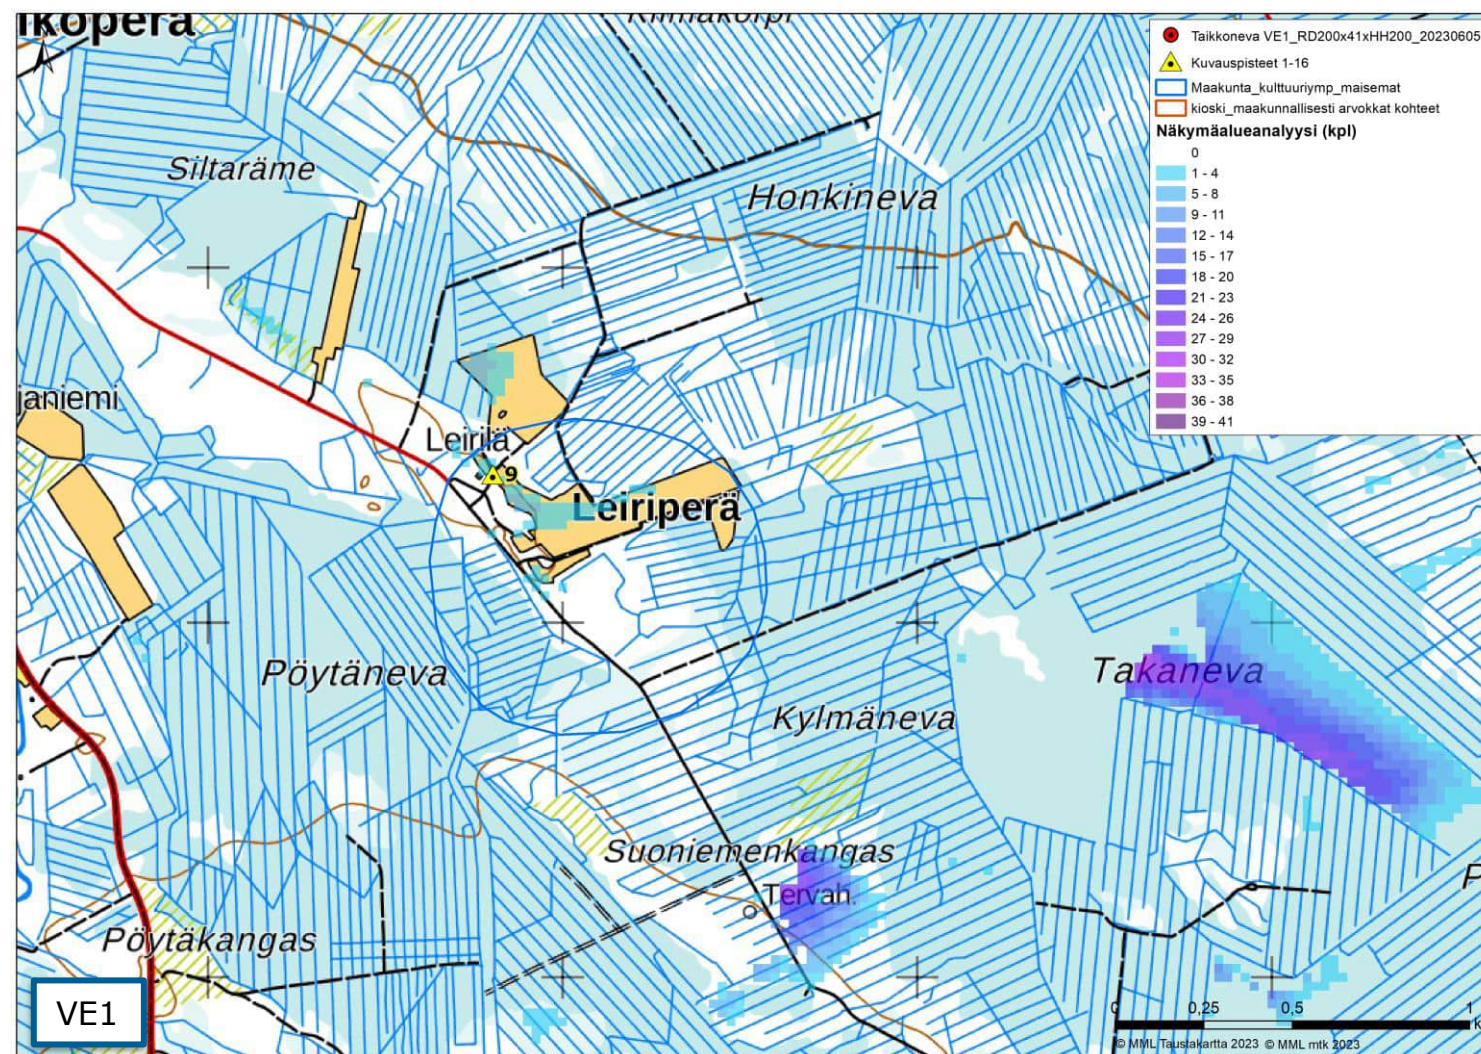 ikoperä
Taikkoneva VE1_RD200x41xHH200_20230605
Kuvauspisteet 1-16
Maakunta_kulttuuriymp_maisemat
kioski_maakunnallisesti arvokkat kohteet
Näkymäalueanalyysi (kpl)
0
1 - 4
5 - 8
9 - 11
12 - 14
15 - 17
18 - 20
21 - 23
24 - 26
27 - 29
30 - 32
33 - 35
36 - 38
39 - 41
Siltaräme
Honkineva
janiemi
Leirilä
9
Leiriperä
Pöytäneva
Takaneva
Kylmäneva
Suoniemenkangas
Tervah.
P
Pöytäkangas
VE1
0 0,25 0,5 1
k
© MML Taustakartta 2023 © MML mtk 2023